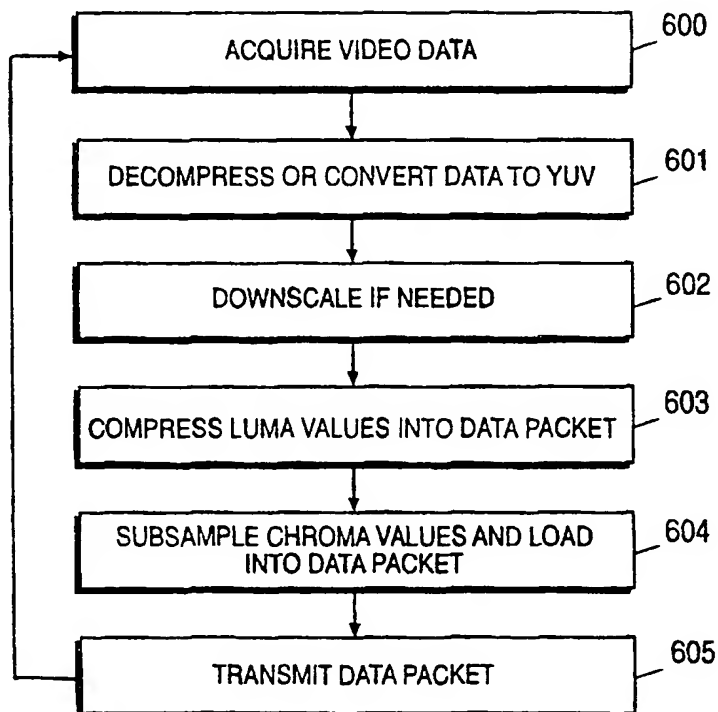 ACQUIRE VIDEO DATA
600
DECOMPRESS OR CONVERT DATA TO YUV
601
DOWNSCALE IF NEEDED
602
COMPRESS LUMA VALUES INTO DATA PACKET
603
SUBSAMPLE CHROMA VALUES AND LOAD
INTO DATA PACKET
604
TRANSMIT DATA PACKET
605